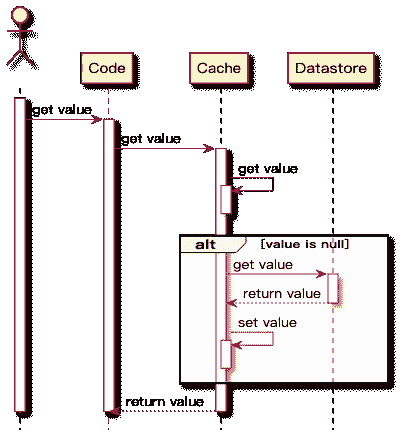 Code
Cache
Datastore
get value
get value
get value
alt
[value is null]
get value
return value
set value
return value